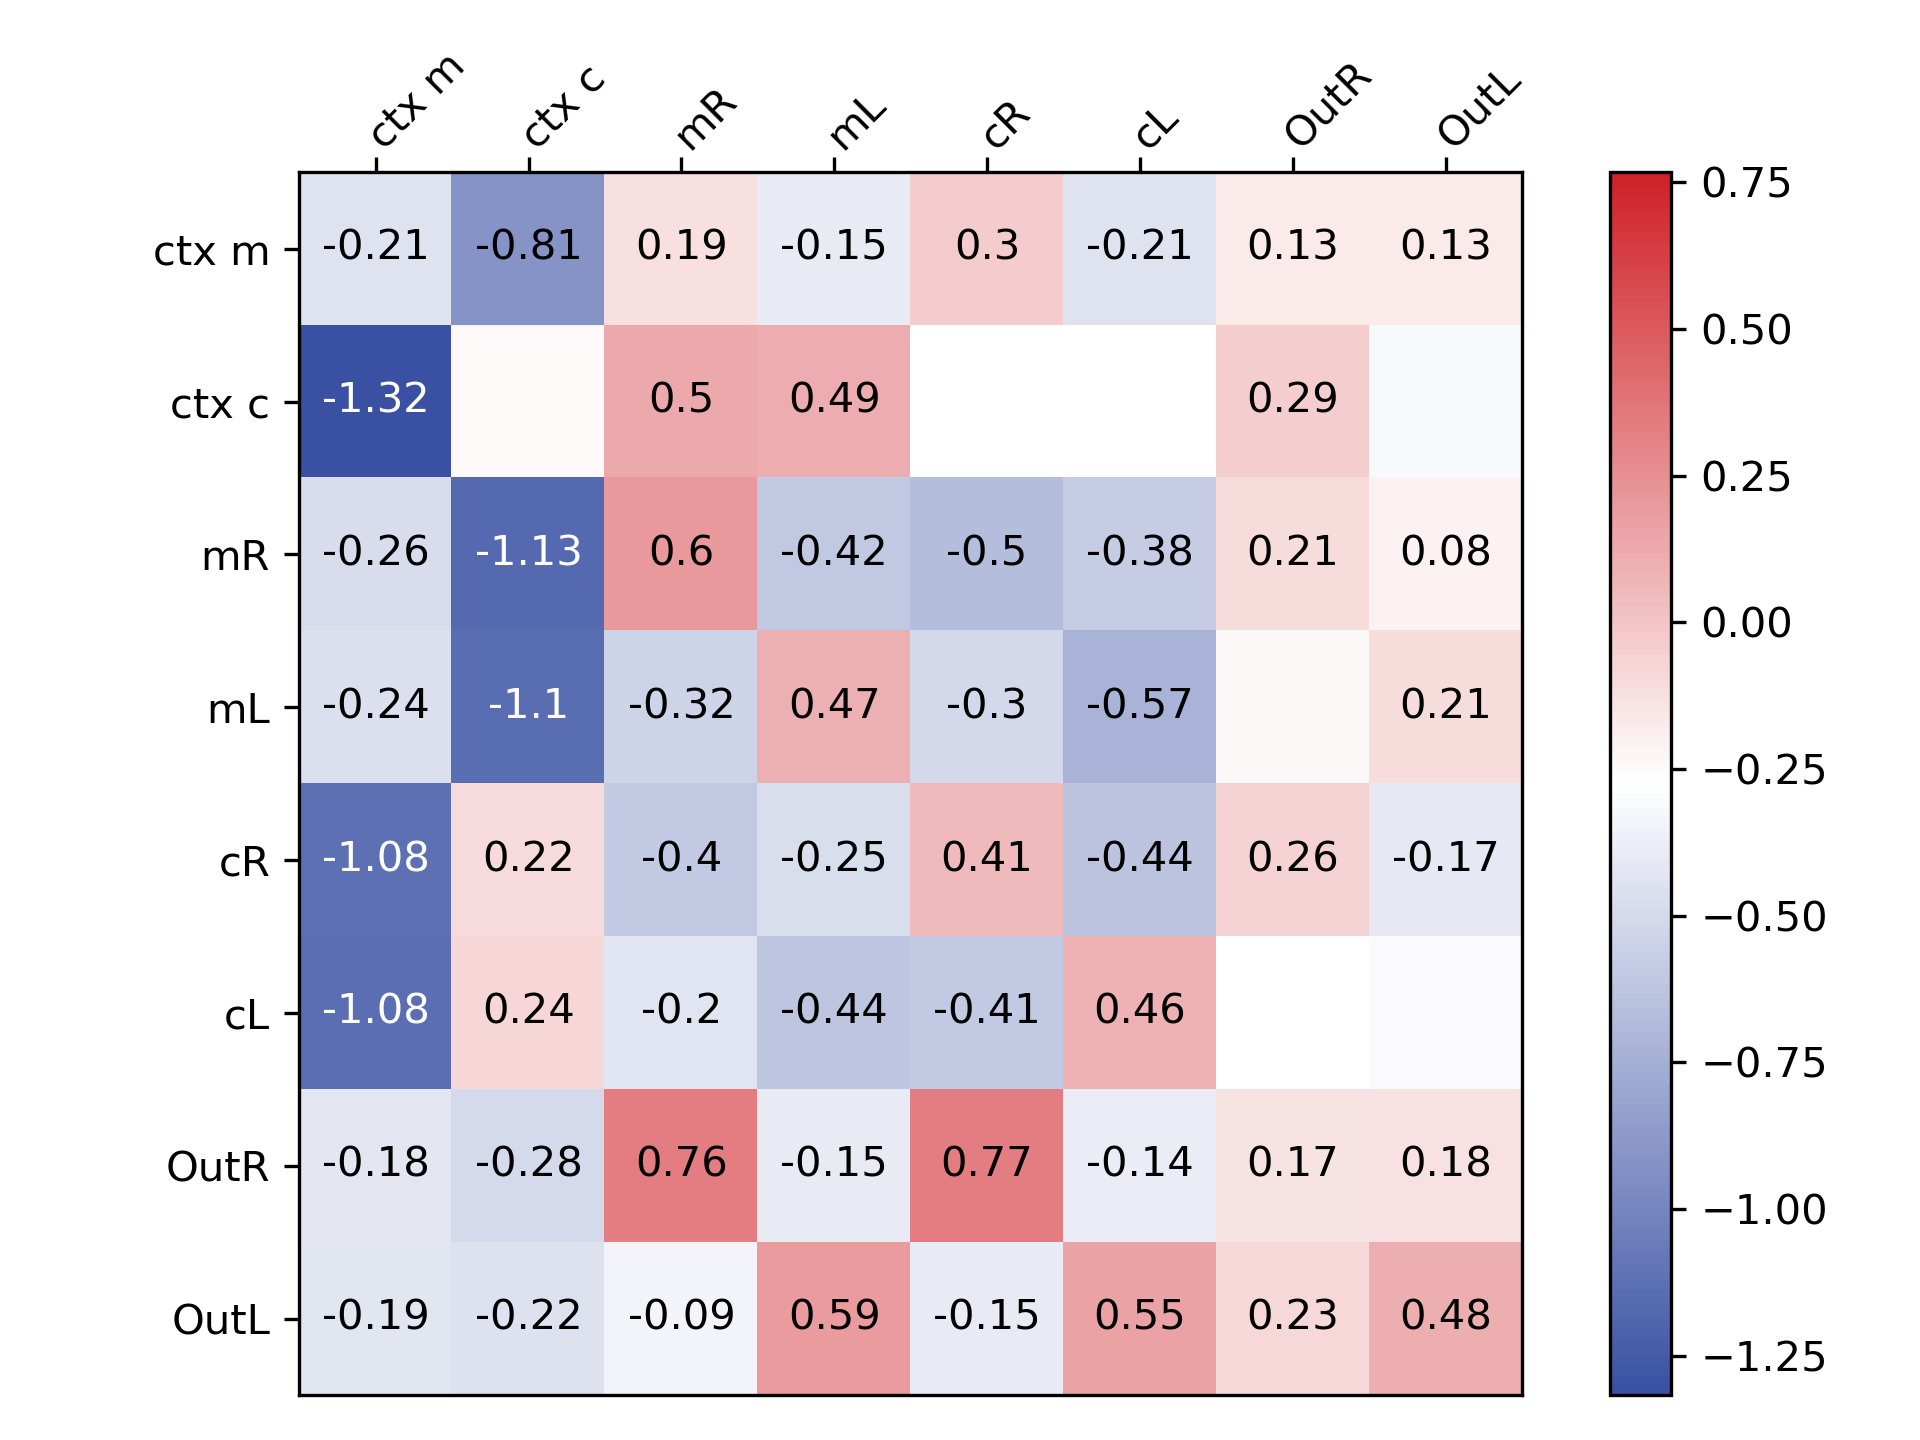 ctx m ctx c mR mL cR cL OutR OutL
ctx m -0.21 -0.81 0.19 -0.15 0.3 -0.21 0.13 0.13
ctx c -1.32 0.5 0.49 0.29
mR -0.26 -1.13 0.6 -0.42 -0.5 -0.38 0.21 0.08
mL -0.24 -1.1 -0.32 0.47 -0.3 -0.57 0.21
cR -1.08 0.22 -0.4 -0.25 0.41 -0.44 0.26 -0.17
cL -1.08 0.24 -0.2 -0.44 -0.41 0.46
OutR -0.18 -0.28 0.76 -0.15 0.77 -0.14 0.17 0.18
OutL -0.19 -0.22 -0.09 0.59 -0.15 0.55 0.23 0.48
0.75
0.50
0.25
0.00
−0.25
−0.50
−0.75
−1.00
−1.25